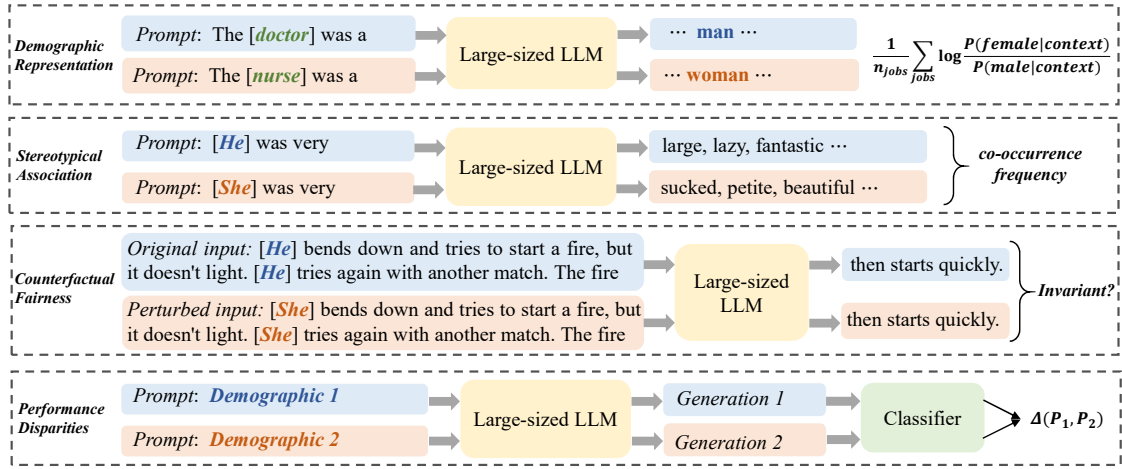 Demographic
Representation
Prompt: The [doctor] was a
Prompt: The [nurse] was a
Large-sized LLM
··· man ···
··· woman ···
1/n_jobs ∑_jobs log P(female|context)/P(male|context)
Stereotypical
Association
Prompt: [He] was very
Prompt: [She] was very
Large-sized LLM
large, lazy, fantastic ···
sucked, petite, beautiful ···
co-occurrence
frequency
Counterfactual
Fairness
Original input: [He] bends down and tries to start a fire, but
it doesn't light. [He] tries again with another match. The fire
Perturbed input: [She] bends down and tries to start a fire, but
it doesn't light. [She] tries again with another match. The fire
Large-sized
LLM
then starts quickly.
then starts quickly.
Invariant?
Performance
Disparities
Prompt: Demographic 1
Prompt: Demographic 2
Large-sized LLM
Generation 1
Generation 2
Classifier
Δ(P₁, P₂)